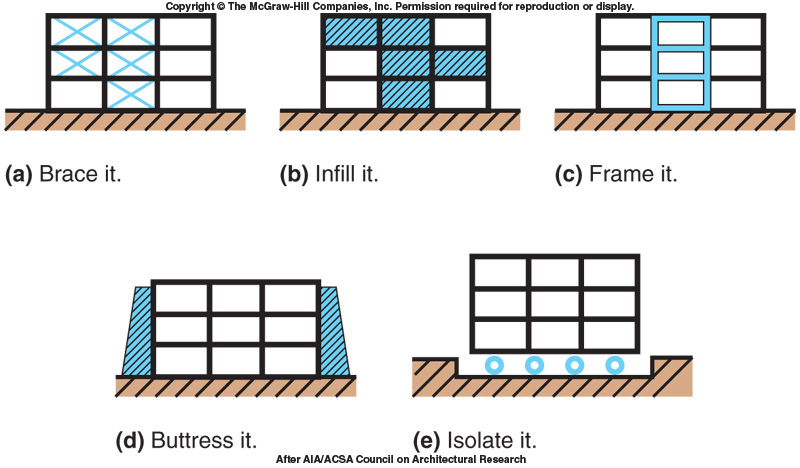 Copyright © The McGraw-Hill Companies, Inc. Permission required for reproduction or display.
(a) Brace it.
(b) Infill it.
(c) Frame it.
(d) Buttress it.
(e) Isolate it.
After AIA/ACSA Council on Architectural Research